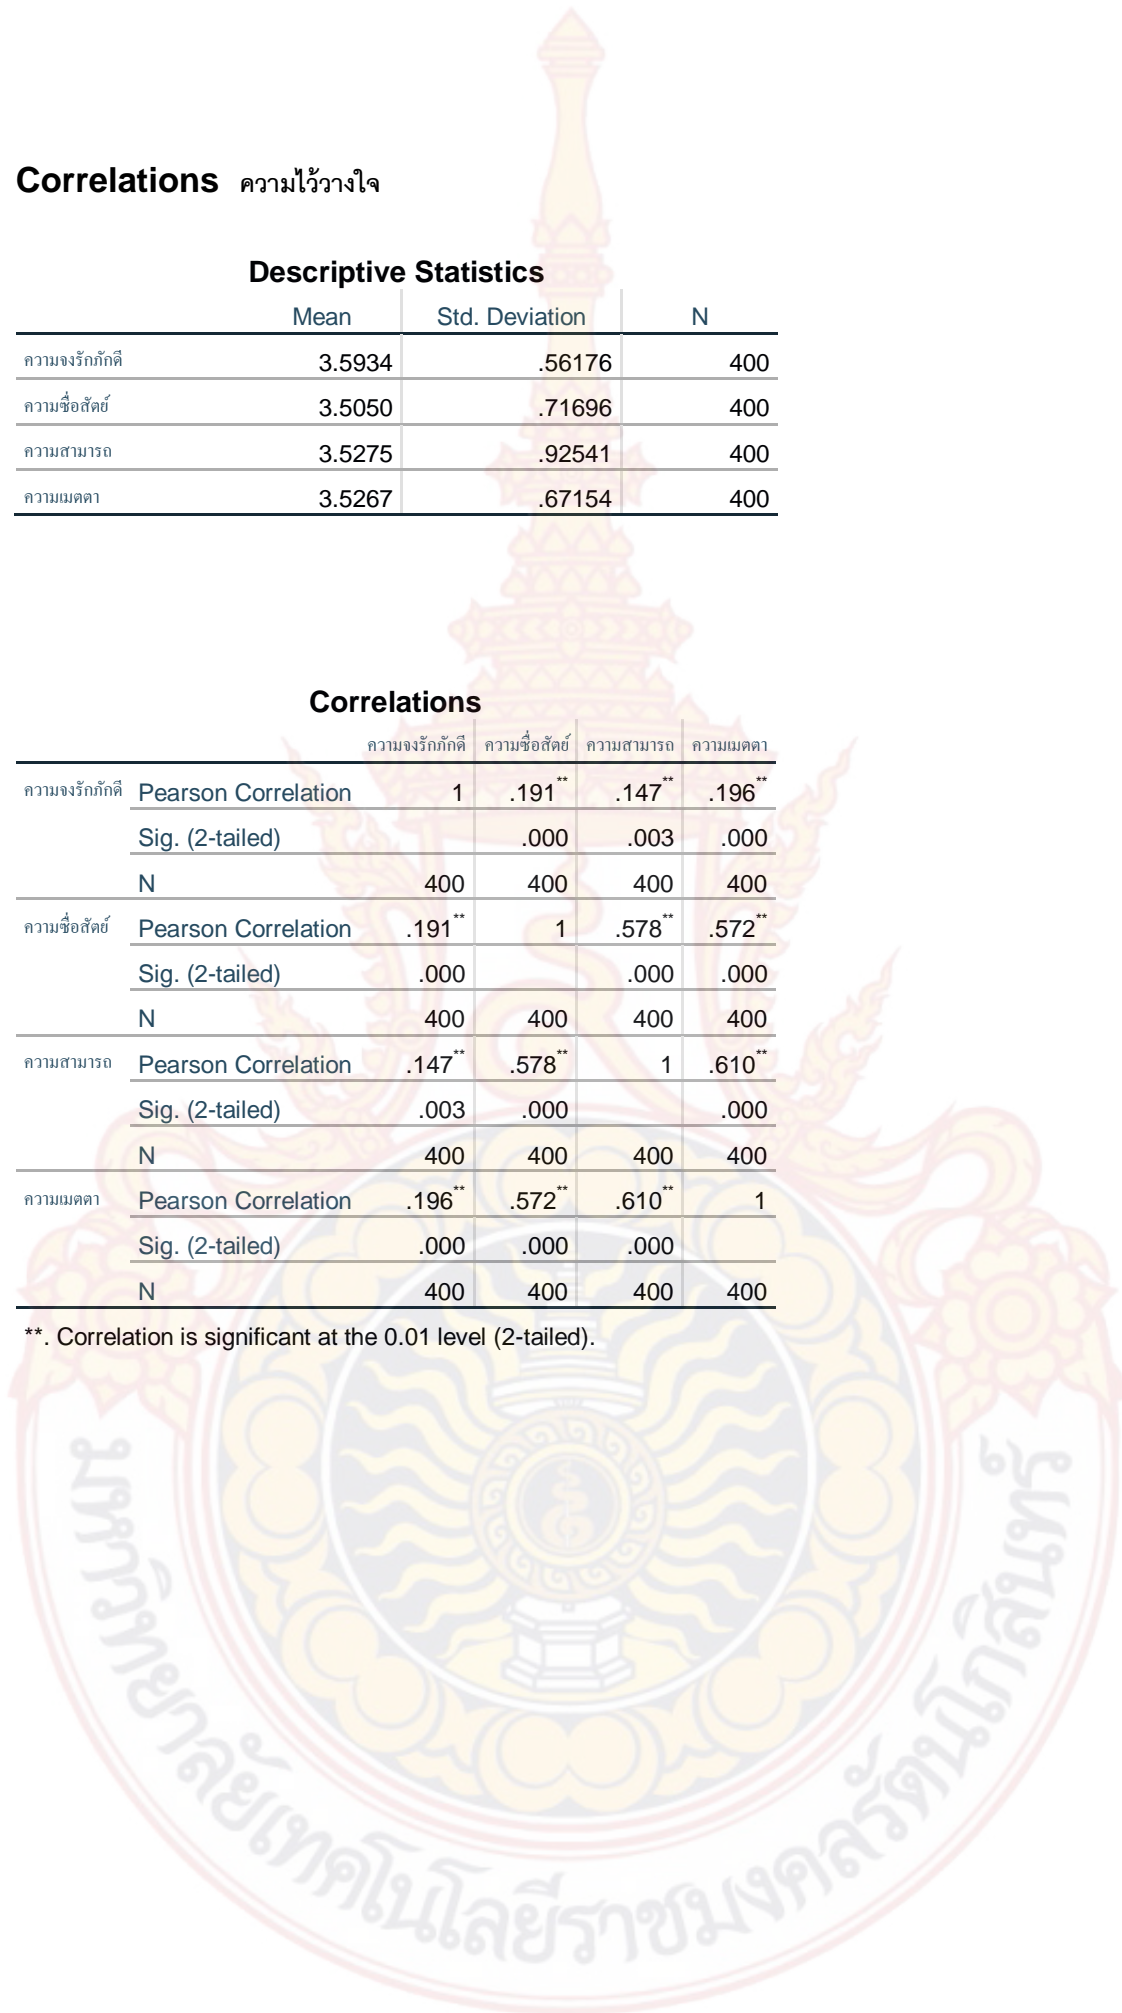 Correlations ความไว้วางใจ
Descriptive Statistics
Mean Std. Deviation N
ความจงรักภักดี 3.5934 .56176 400
ความซื่อสัตย์ 3.5050 .71696 400
ความสามารถ 3.5275 .92541 400
ความเมตตา 3.5267 .67154 400
Correlations
ความจงรักภักดี ความซื่อสัตย์ ความสามารถ ความเมตตา
ความจงรักภักดี Pearson Correlation 1 .191** .147** .196**
Sig. (2-tailed) .000 .003 .000
N 400 400 400 400
ความซื่อสัตย์ Pearson Correlation .191** 1 .578** .572**
Sig. (2-tailed) .000 .000 .000
N 400 400 400 400
ความสามารถ Pearson Correlation .147** .578** 1 .610**
Sig. (2-tailed) .003 .000 .000
N 400 400 400 400
ความเมตตา Pearson Correlation .196** .572** .610** 1
Sig. (2-tailed) .000 .000 .000
N 400 400 400 400
**. Correlation is significant at the 0.01 level (2-tailed).
มหาวิทยาลัยเทคโนโลยีราชมงคลรัตนโกสินทร์